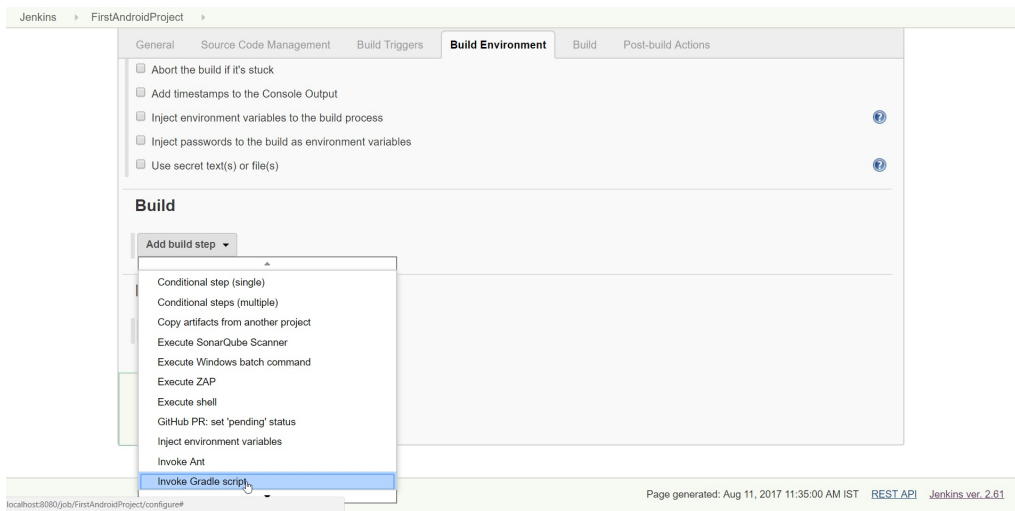 Jenkins FirstAndroidProject
General Source Code Management Build Triggers Build Environment Build Post-build Actions
Abort the build if it's stuck
Add timestamps to the Console Output
Inject environment variables to the build process
Inject passwords to the build as environment variables
Use secret text(s) or file(s)
Build
Add build step
Conditional step (single)
Conditional steps (multiple)
Copy artifacts from another project
Execute SonarQube Scanner
Execute Windows batch command
Execute ZAP
Execute shell
GitHub PR: set 'pending' status
Inject environment variables
Invoke Ant
Invoke Gradle script
Page generated: Aug 11, 2017 11:35:00 AM IST REST API Jenkins ver. 2.61
localhost:8080/job/FirstAndroidProject/configure#